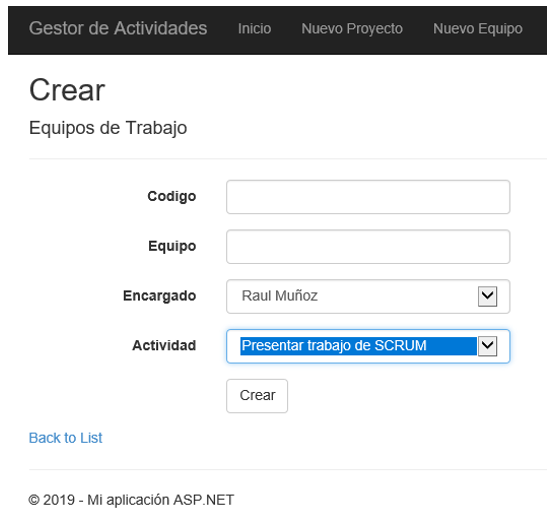 Gestor de Actividades Inicio Nuevo Proyecto Nuevo Equipo
Crear
Equipos de Trabajo
Codigo
Equipo
Encargado Raul Muñoz
Actividad Presentar trabajo de SCRUM
Crear
Back to List
© 2019 - Mi aplicación ASP.NET